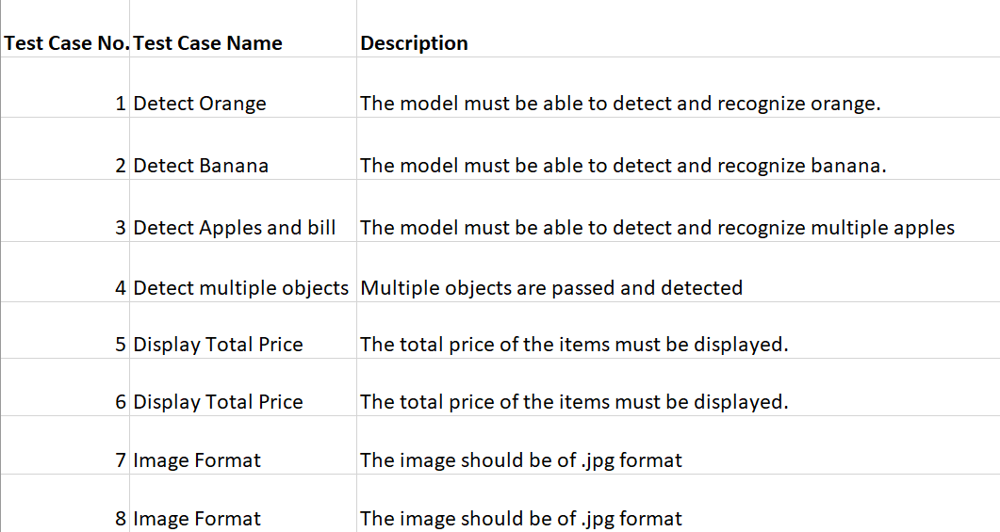 Test Case No. Test Case Name Description
1 Detect Orange The model must be able to detect and recognize orange.
2 Detect Banana The model must be able to detect and recognize banana.
3 Detect Apples and bill The model must be able to detect and recognize multiple apples
4 Detect multiple objects Multiple objects are passed and detected
5 Display Total Price The total price of the items must be displayed.
6 Display Total Price The total price of the items must be displayed.
7 Image Format The image should be of .jpg format
8 Image Format The image should be of .jpg format